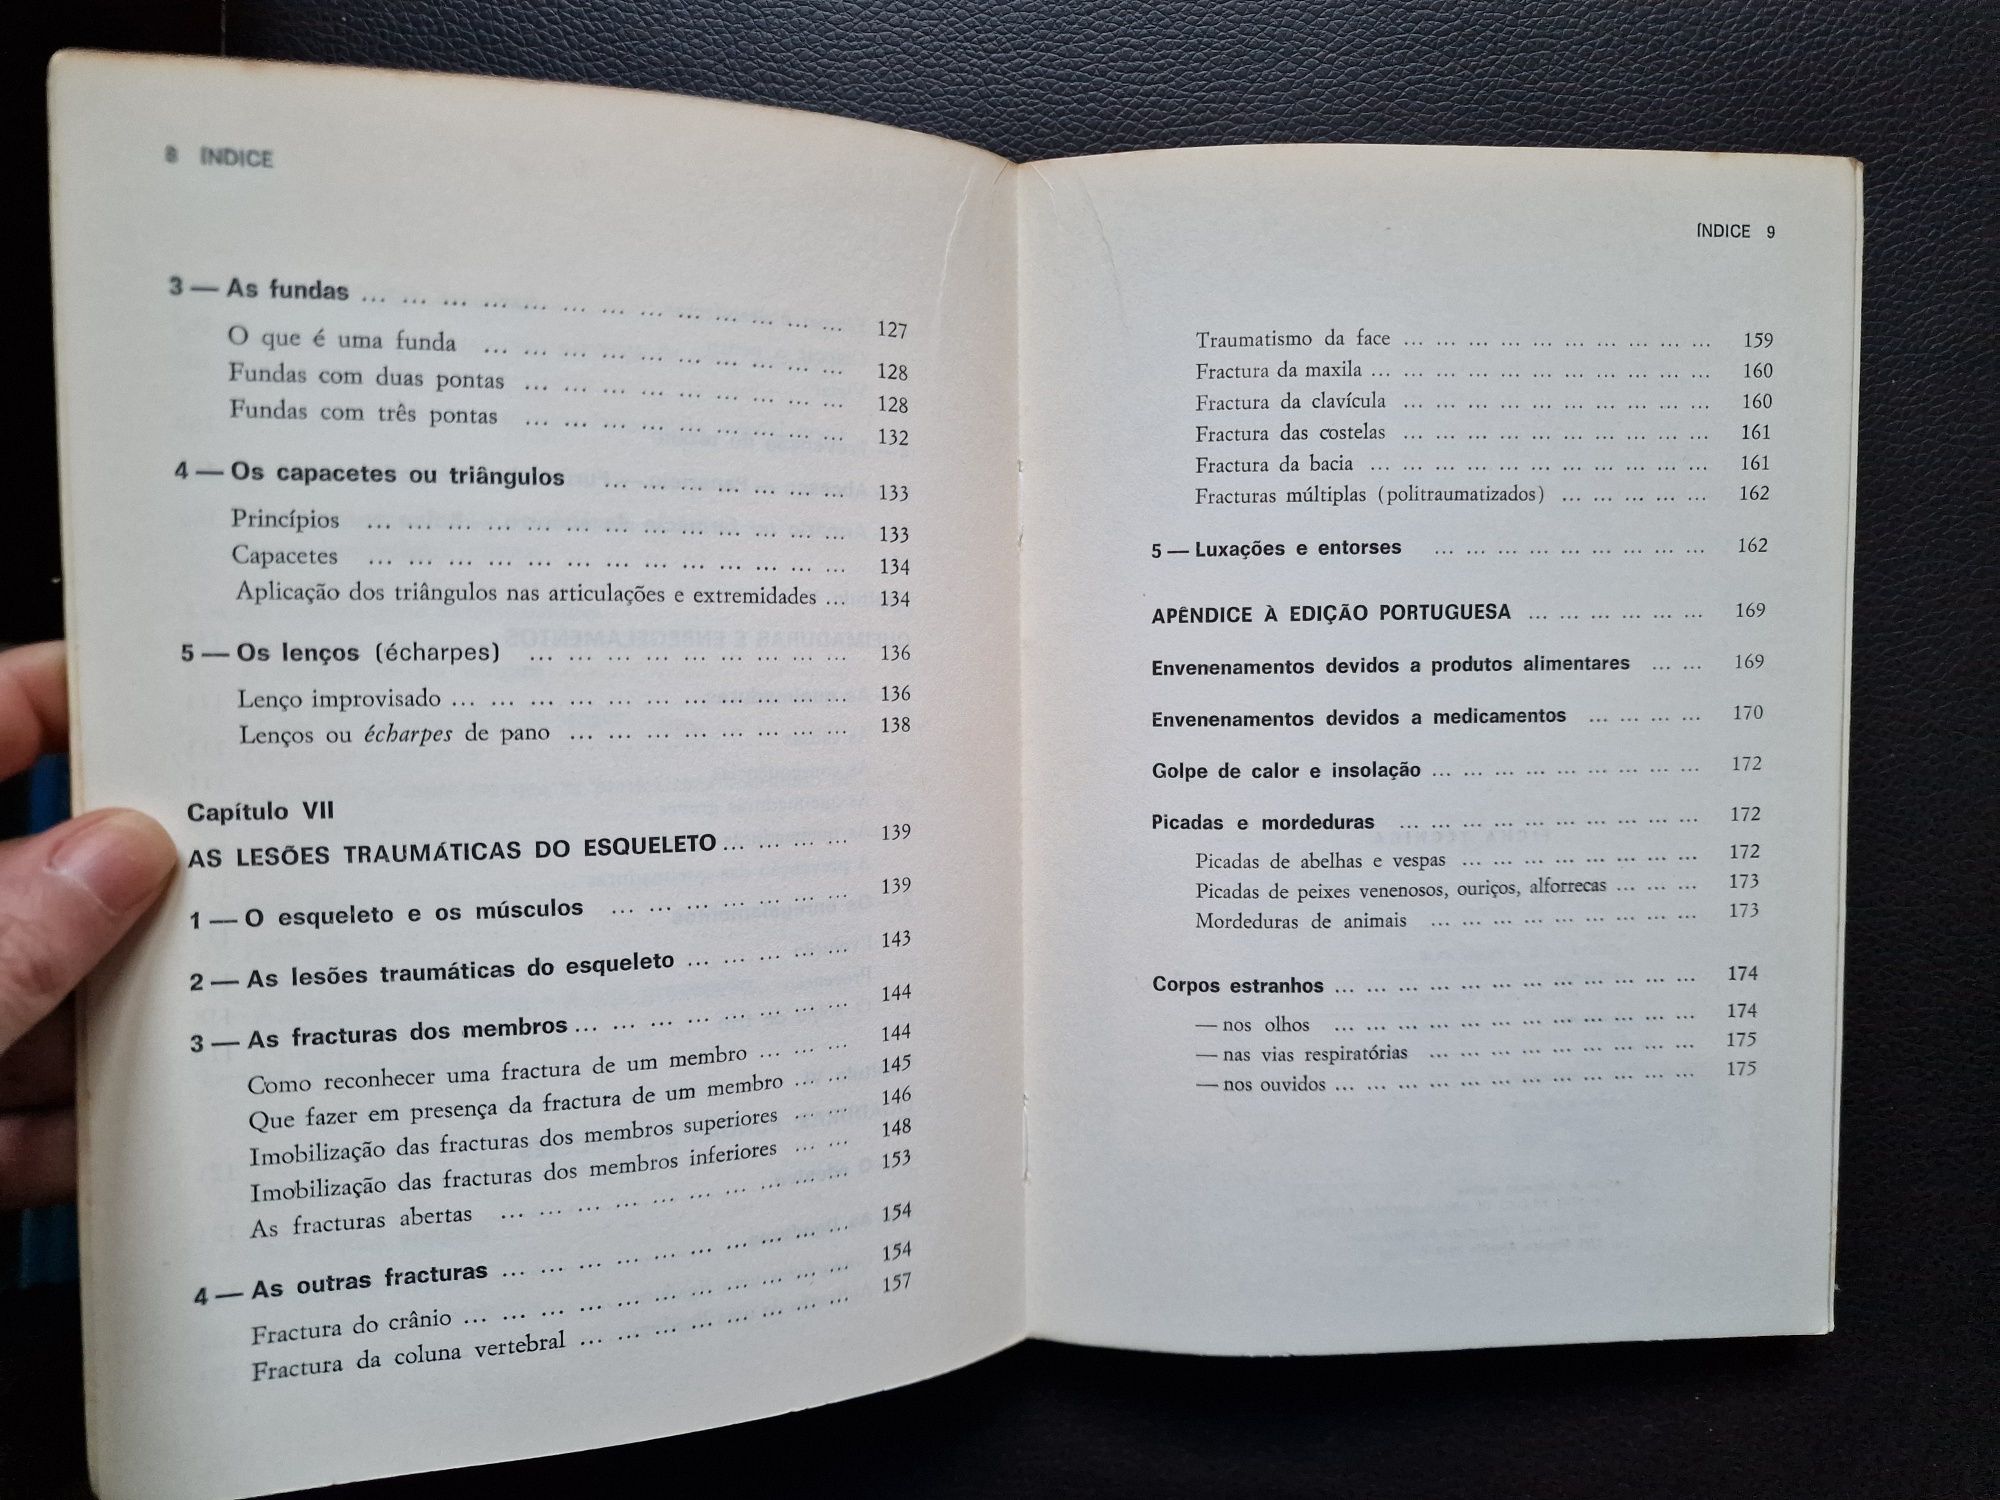 8 ÍNDICE
3 — As fundas ... ... ... ... ... ... ... ... ... ... ... ... ... 127
O que é uma funda ... ... ... ... ... ... ... ... ... ... 128
Fundas com duas pontas ... ... ... ... ... ... ... ... ... 128
Fundas com três pontas ... ... ... ... ... ... ... ... ... 132
4 — Os capacetes ou triângulos ... ... ... ... ... ... ... 133
Princípios ... ... ... ... ... ... ... ... ... ... ... ... ... 133
Capacetes ... ... ... ... ... ... ... ... ... ... ... ... ... 134
Aplicação dos triângulos nas articulações e extremidades ... 134
5 — Os lenços (écharpes) ... ... ... ... ... ... ... ... ... 136
Lenço improvisado ... ... ... ... ... ... ... ... ... ... ... 136
Lenços ou écharpes de pano ... ... ... ... ... ... ... ... 138
Capítulo VII
AS LESÕES TRAUMÁTICAS DO ESQUELETO ... ... ... ... 139
1 — O esqueleto e os músculos ... ... ... ... ... ... ... 139
2 — As lesões traumáticas do esqueleto ... ... ... ... ... 143
3 — As fracturas dos membros ... ... ... ... ... ... ... ... 144
Como reconhecer uma fractura de um membro ... ... ... 144
Que fazer em presença da fractura de um membro ... ... 145
Imobilização das fracturas dos membros superiores ... ... 146
Imobilização das fracturas dos membros inferiores ... ... 148
As fracturas abertas ... ... ... ... ... ... ... ... ... ... 153
4 — As outras fracturas ... ... ... ... ... ... ... ... ... ... 154
Fractura do crânio ... ... ... ... ... ... ... ... ... ... ... 154
Fractura da coluna vertebral ... ... ... ... ... ... ... ... 157
ÍNDICE 9
Traumatismo da face ... ... ... ... ... ... ... ... ... ... 159
Fractura da maxila ... ... ... ... ... ... ... ... ... ... ... 160
Fractura da clavícula ... ... ... ... ... ... ... ... ... ... 160
Fractura das costelas ... ... ... ... ... ... ... ... ... ... 161
Fractura da bacia ... ... ... ... ... ... ... ... ... ... ... 161
Fracturas múltiplas (politraumatizados) ... ... ... ... ... 162
5 — Luxações e entorses ... ... ... ... ... ... ... ... ... 162
APÊNDICE À EDIÇÃO PORTUGUESA ... ... ... ... ... ... 169
Envenenamentos devidos a produtos alimentares ... ... 169
Envenenamentos devidos a medicamentos ... ... ... ... 170
Golpe de calor e insolação ... ... ... ... ... ... ... ... ... 172
Picadas e mordeduras ... ... ... ... ... ... ... ... ... ... 172
Picadas de abelhas e vespas ... ... ... ... ... ... ... ... 172
Picadas de peixes venenosos, ouriços, alforrecas ... ... ... 173
Mordeduras de animais ... ... ... ... ... ... ... ... ... 173
Corpos estranhos ... ... ... ... ... ... ... ... ... ... ... ... 174
— nos olhos ... ... ... ... ... ... ... ... ... ... ... ... 174
— nas vias respiratórias ... ... ... ... ... ... ... ... ... 175
— nos ouvidos ... ... ... ... ... ... ... ... ... ... ... ... 175